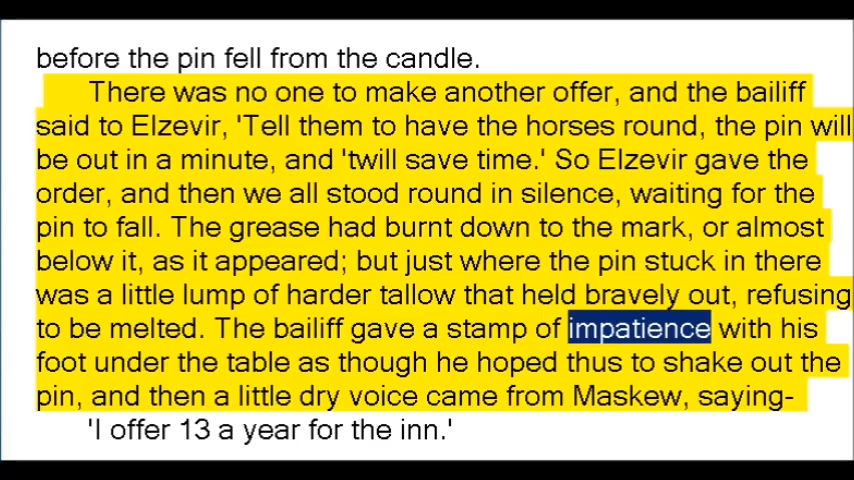 before the pin fell from the candle.
There was no one to make another offer, and the bailiff
said to Elzevir, 'Tell them to have the horses round, the pin will
be out in a minute, and 'twill save time.' So Elzevir gave the
order, and then we all stood round in silence, waiting for the
pin to fall. The grease had burnt down to the mark, or almost
below it, as it appeared; but just where the pin stuck in there
was a little lump of harder tallow that held bravely out, refusing
to be melted. The bailiff gave a stamp of impatience with his
foot under the table as though he hoped thus to shake out the
pin, and then a little dry voice came from Maskew, saying-
'I offer 13 a year for the inn.'